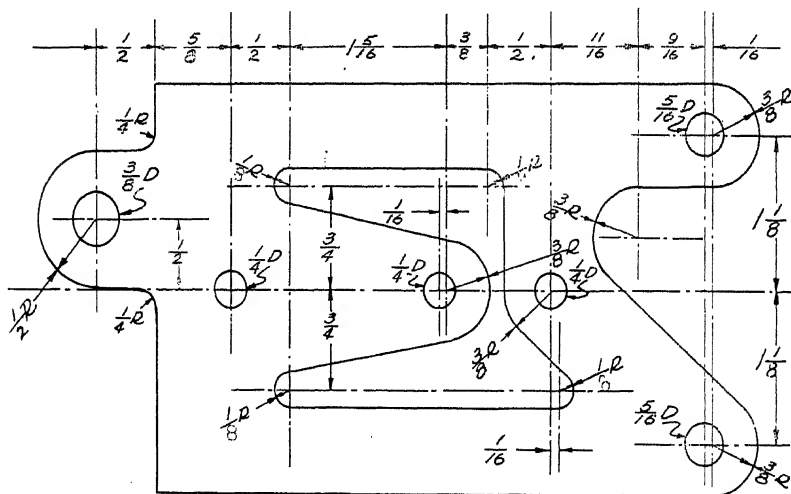 1/2 5/8 1/2 1 5/16 3/8 1/2 11/16 9/16 1/16
5/16 D 3/8 R
1/4 R
3/8 D 1/8 R 1/8 R
1/16 3/8 R
3/4 1 1/8
1/2 1/4 D 1/4 D 3/8 R 1/4 D
1/2 R 1/4 R 3/4 3/8 R 1 1/8
1/8 R 1/8 R 5/16 D
1/16 3/8 R